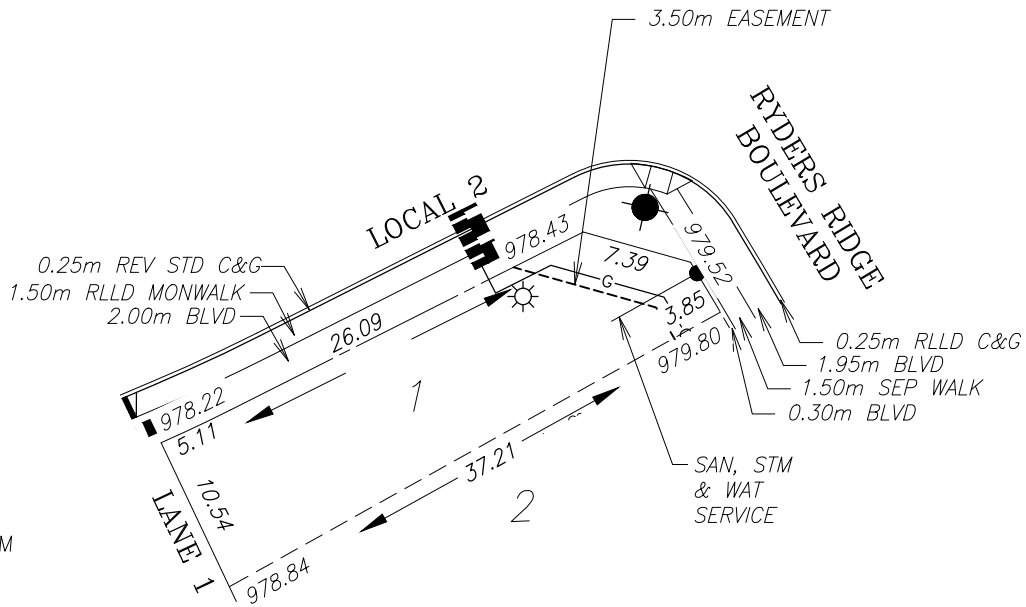 3.50m EASEMENT
RYDERS RIDGE
BOULEVARD
LOCAL 2
978.43
979.52
7.39
G
3.85
979.80
0.25m REV STD C&G
1.50m RLLD MONWALK
2.00m BLVD
26.09
978.22
5.11
1
0.25m RLLD C&G
1.95m BLVD
1.50m SEP WALK
0.30m BLVD
37.21
SAN, STM
& WAT
SERVICE
10.54
LANE 1
2
978.84
M